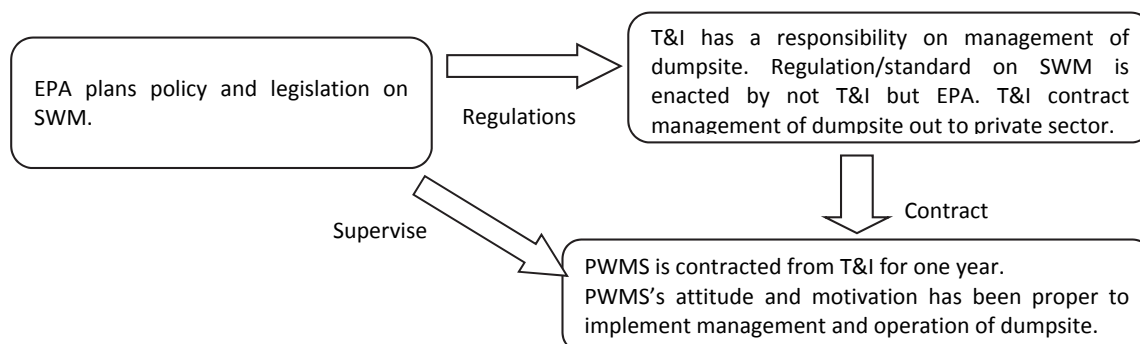 EPA plans policy and legislation on
SWM.
Regulations
T&I has a responsibility on management of
dumpsite. Regulation/standard on SWM is
enacted by not T&I but EPA. T&I contract
management of dumpsite out to private sector.
Supervise
Contract
PWMS is contracted from T&I for one year.
PWMS’s attitude and motivation has been proper to
implement management and operation of dumpsite.